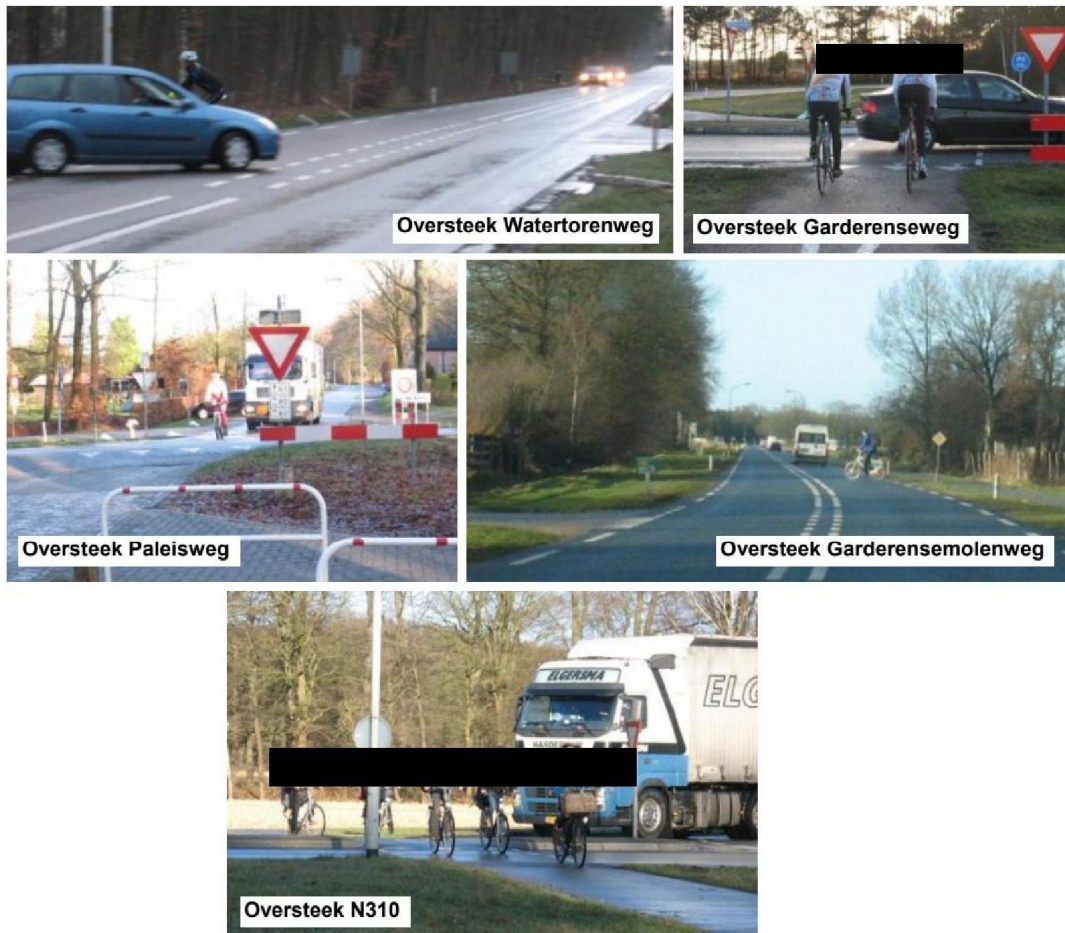 Oversteek Watertorenweg
Oversteek Garderenseweg
Oversteek Paleisweg
Oversteek Garderensemolenweg
ELGERSMA
ELG
Oversteek N310